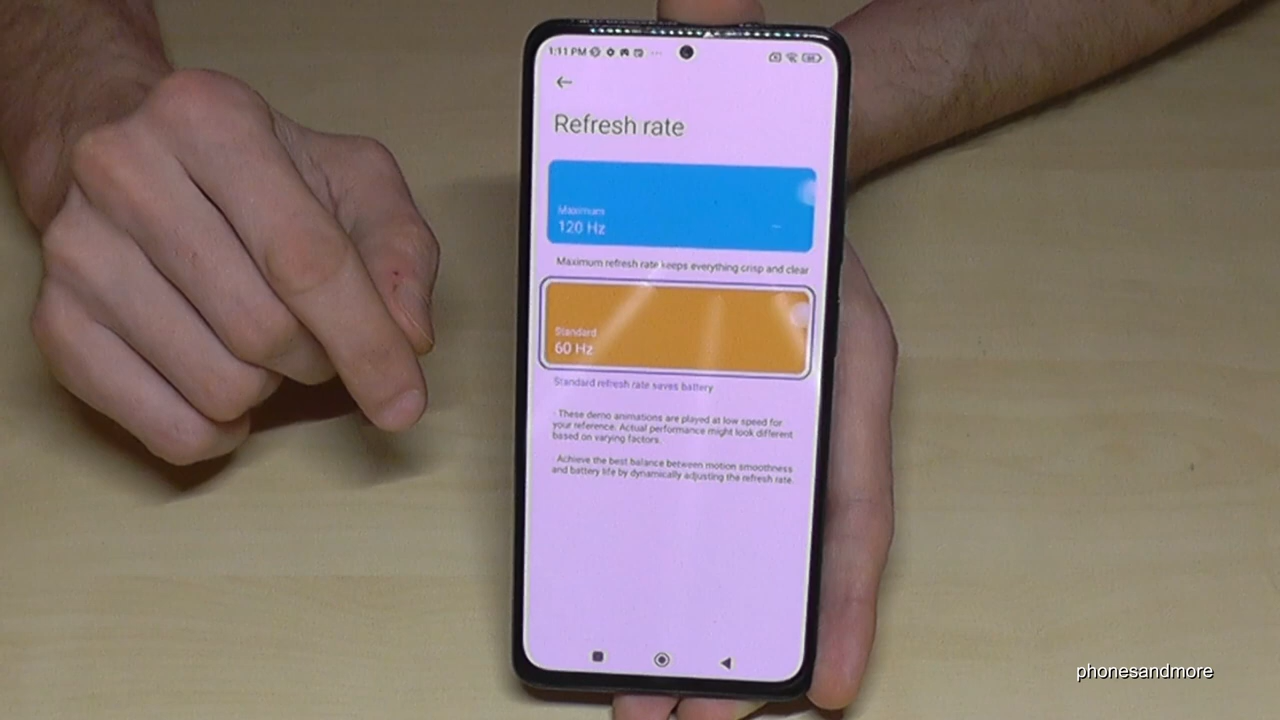 1:11 PM
Refresh rate
Maximum
120 Hz
Maximum refresh rate keeps everything crisp and clear
Standard
60 Hz
Standard refresh rate saves battery
· These demo animations are played at low speed for
your reference. Actual performance might look different
based on varying factors.
· Achieve the best balance between motion smoothness
and battery life by dynamically adjusting the refresh rate.
phonesandmore